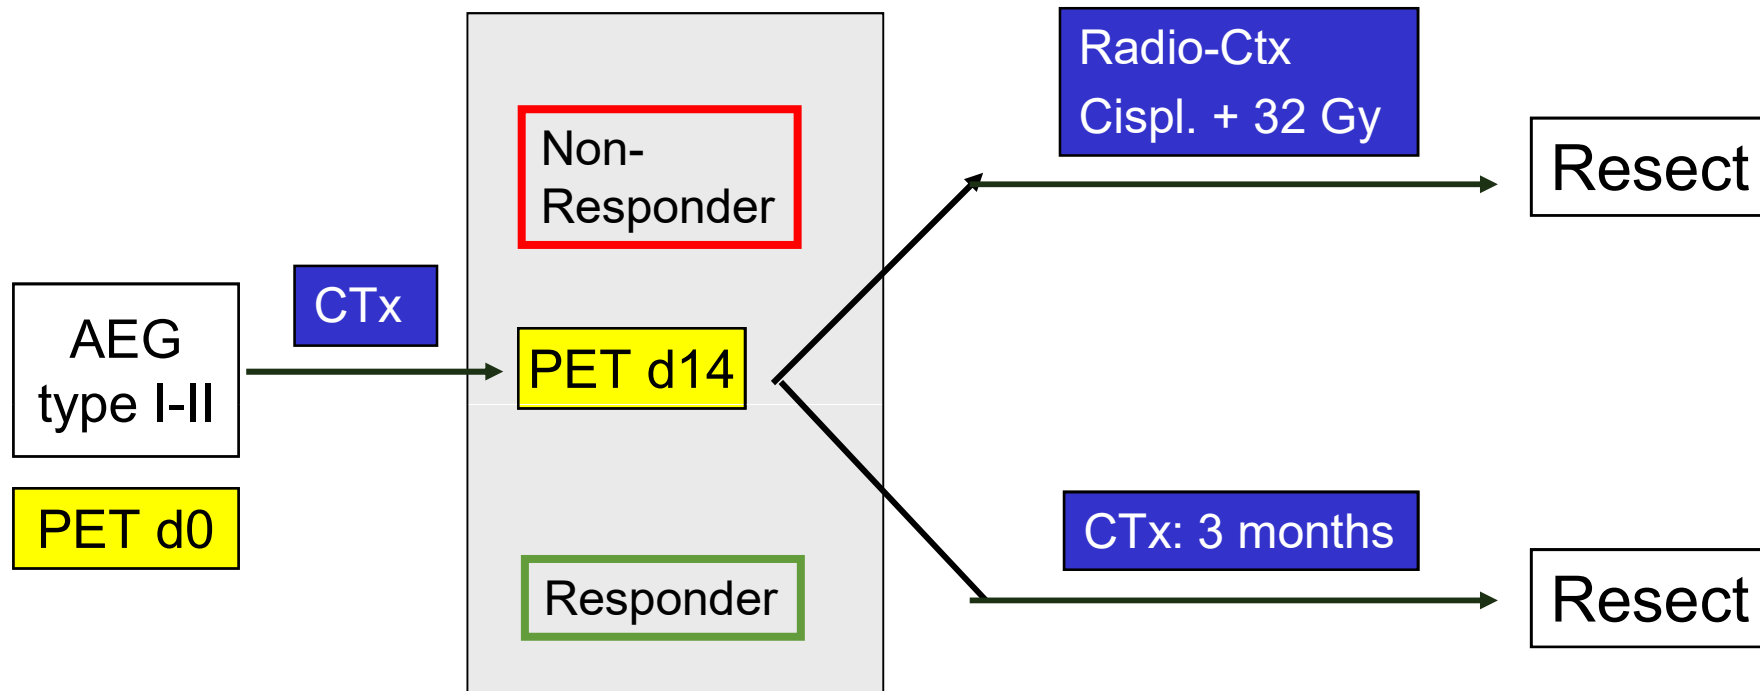 AEG
type I-II
PET d0
CTx
Non-
Responder
PET d14
Responder
Radio-Ctx
Cispl. + 32 Gy
Resect
CTx: 3 months
Resect